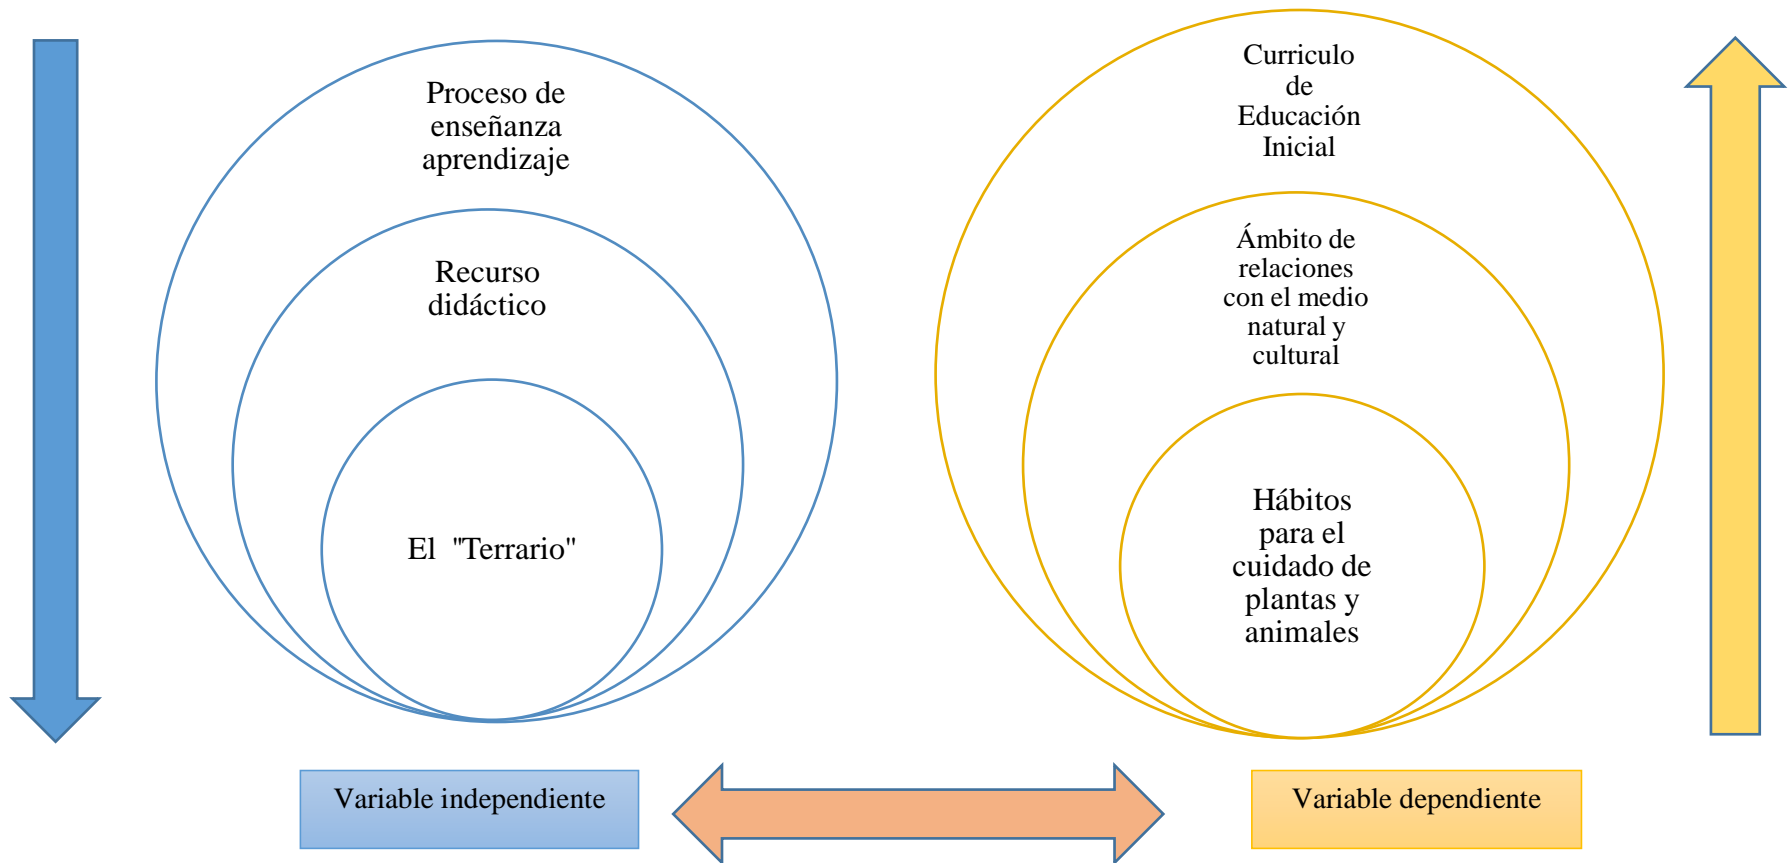 Proceso de
enseñanza
aprendizaje
Recurso
didáctico
El "Terrario"
Curriculo
de
Educación
Inicial
Ámbito de
relaciones
con el medio
natural y
cultural
Hábitos
para el
cuidado de
plantas y
animales
Variable independiente
Variable dependiente